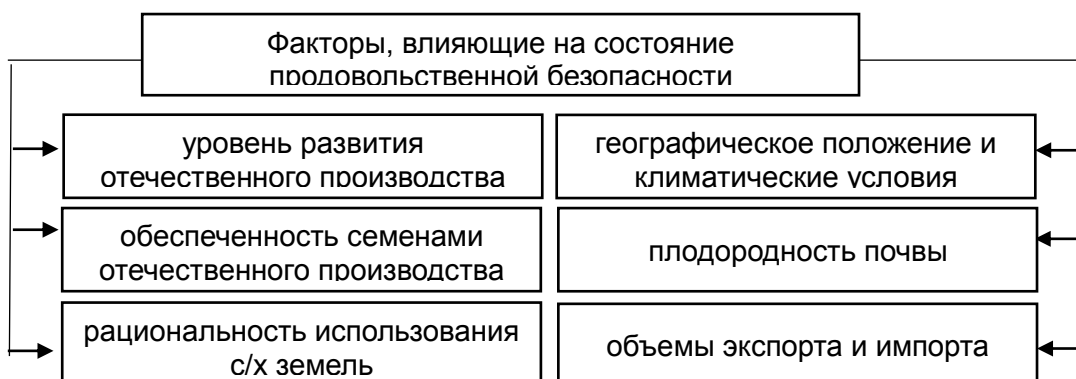 Факторы, влияющие на состояние
продовольственной безопасности
уровень развития
отечественного производства
географическое положение и
климатические условия
обеспеченность семенами
отечественного производства
плодородность почвы
рациональность использования
с/х земель
объемы экспорта и импорта